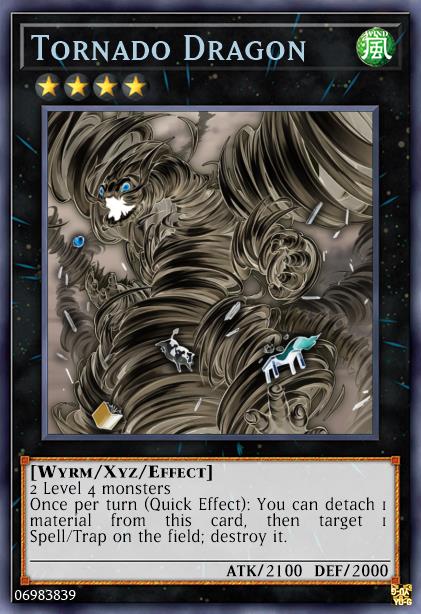 Tornado Dragon
WIND
風
[Wyrm/Xyz/Effect]
2 Level 4 monsters
Once per turn (Quick Effect): You can detach 1
material from this card, then target 1
Spell/Trap on the field; destroy it.
ATK/2100 DEF/2000
06983839